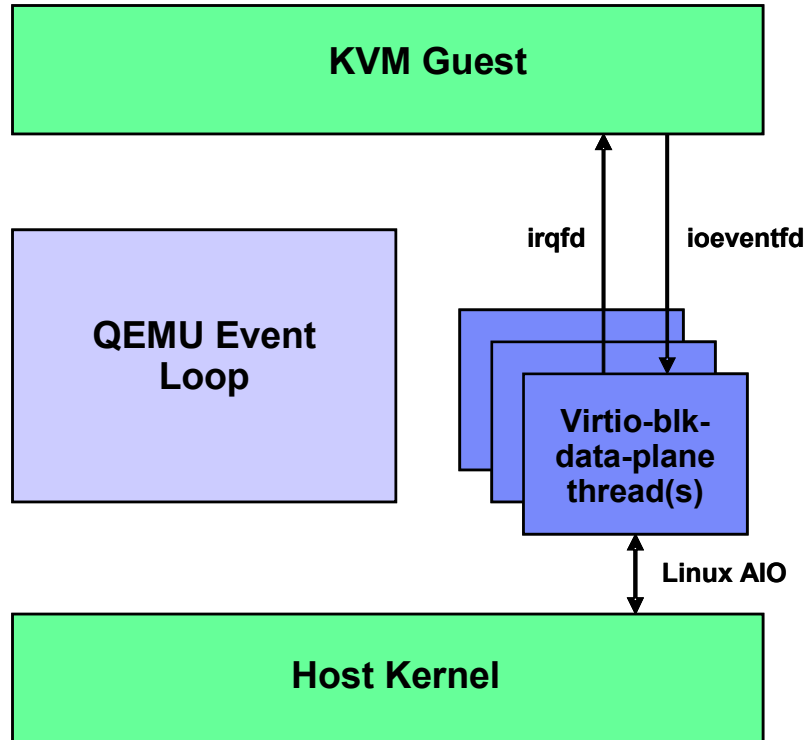 KVM Guest
irqfd
ioeventfd
QEMU Event
Loop
Virtio-blk-
data-plane
thread(s)
Linux AIO
Host Kernel